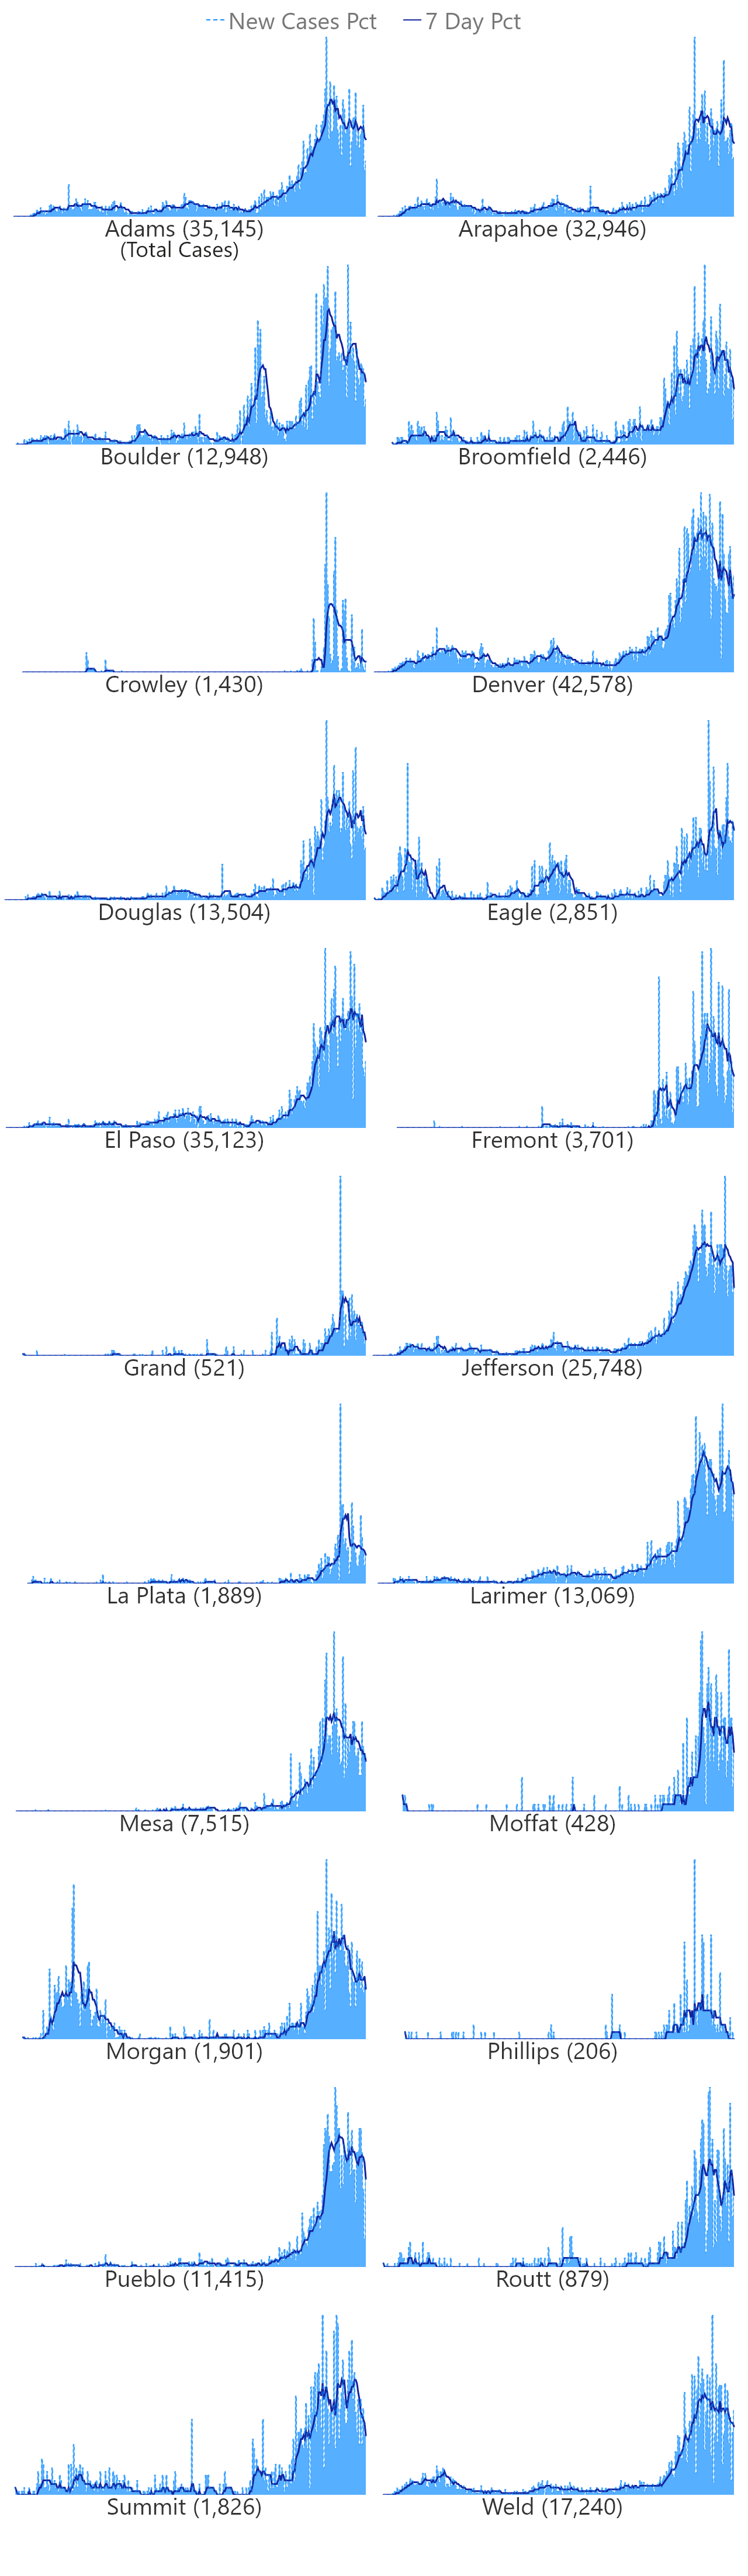 New Cases Pct 7 Day Pct
Adams (35,145) Arapahoe (32,946)
(Total Cases)
Boulder (12,948) Broomfield (2,446)
Crowley (1,430) Denver (42,578)
Douglas (13,504) Eagle (2,851)
El Paso (35,123) Fremont (3,701)
Grand (521) Jefferson (25,748)
La Plata (1,889) Larimer (13,069)
Mesa (7,515) Moffat (428)
Morgan (1,901) Phillips (206)
Pueblo (11,415) Routt (879)
Summit (1,826) Weld (17,240)